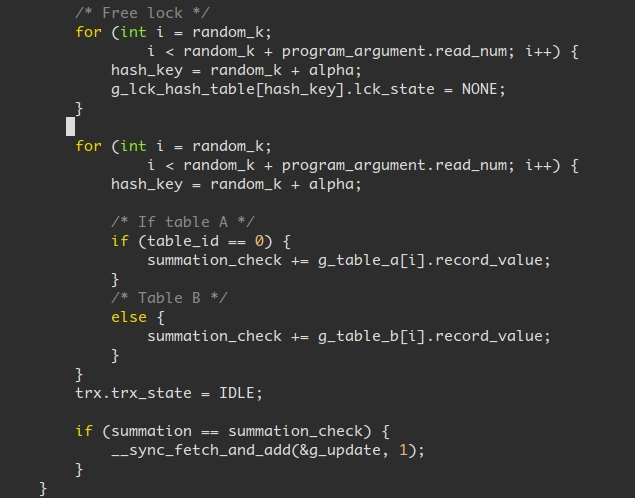 /* Free lock */
for (int i = random_k;
i < random_k + program_argument.read_num; i++) {
hash_key = random_k + alpha;
g_lck_hash_table[hash_key].lck_state = NONE;
}
for (int i = random_k;
i < random_k + program_argument.read_num; i++) {
hash_key = random_k + alpha;
/* If table A */
if (table_id == 0) {
summation_check += g_table_a[i].record_value;
}
/* Table B */
else {
summation_check += g_table_b[i].record_value;
}
}
trx.trx_state = IDLE;
if (summation == summation_check) {
__sync_fetch_and_add(&g_update, 1);
}
}